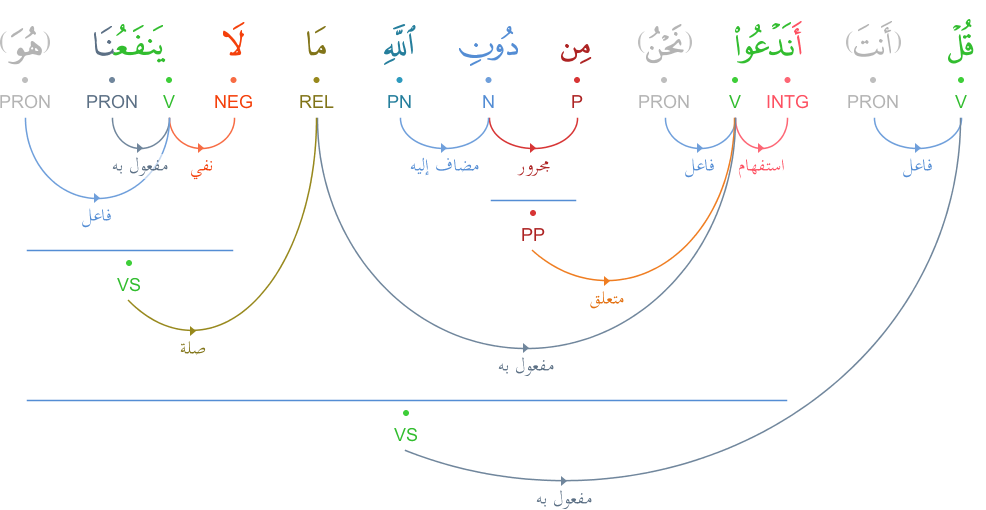 قُلْ (أَنتَ) أَنَدْعُوا۟ (نَحْنُ) مِن دُونِ ٱللَّهِ مَا لَا يَنفَعُنَا (هُوَ)
V PRON INTG V PRON P N PN REL NEG V PRON PRON
فاعل استفهام فاعل مجرور مضاف إليه نفي مفعول به
فاعل
PP
VS
متعلق
صلة
مفعول به
VS
مفعول به